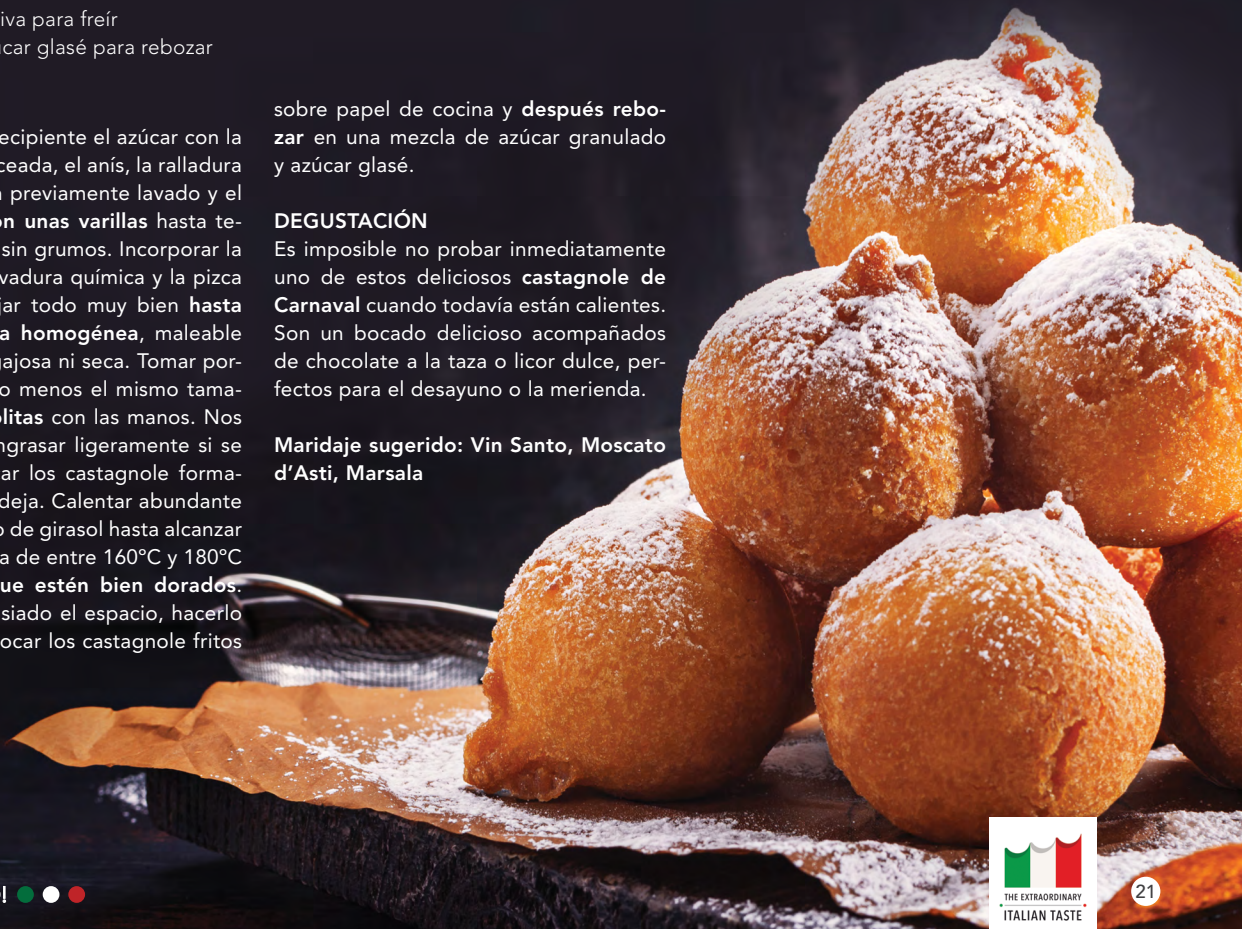 iva para freír
car glasé para rebozar
ecipiente el azúcar con la
ceada, el anís, la ralladura
previamente lavado y el
on unas varillas hasta te-
sin grumos. Incorporar la
vadura química y la pizca
jar todo muy bien hasta
a homogénea, maleable
gajosa ni seca. Tomar por-
o menos el mismo tama-
olitas con las manos. Nos
ngrasar ligeramente si se
ar los castagnole forma-
deja. Calentar abundante
o de girasol hasta alcanzar
a de entre 160ºC y 180ºC
ue estén bien dorados.
siado el espacio, hacerlo
ocar los castagnole fritos
sobre papel de cocina y después rebo-
zar en una mezcla de azúcar granulado
y azúcar glasé.
DEGUSTACIÓN
Es imposible no probar inmediatamente
uno de estos deliciosos castagnole de
Carnaval cuando todavía están calientes.
Son un bocado delicioso acompañados
de chocolate a la taza o licor dulce, per-
fectos para el desayuno o la merienda.
Maridaje sugerido: Vin Santo, Moscato
d'Asti, Marsala
THE EXTRAORDINARY
ITALIAN TASTE
21